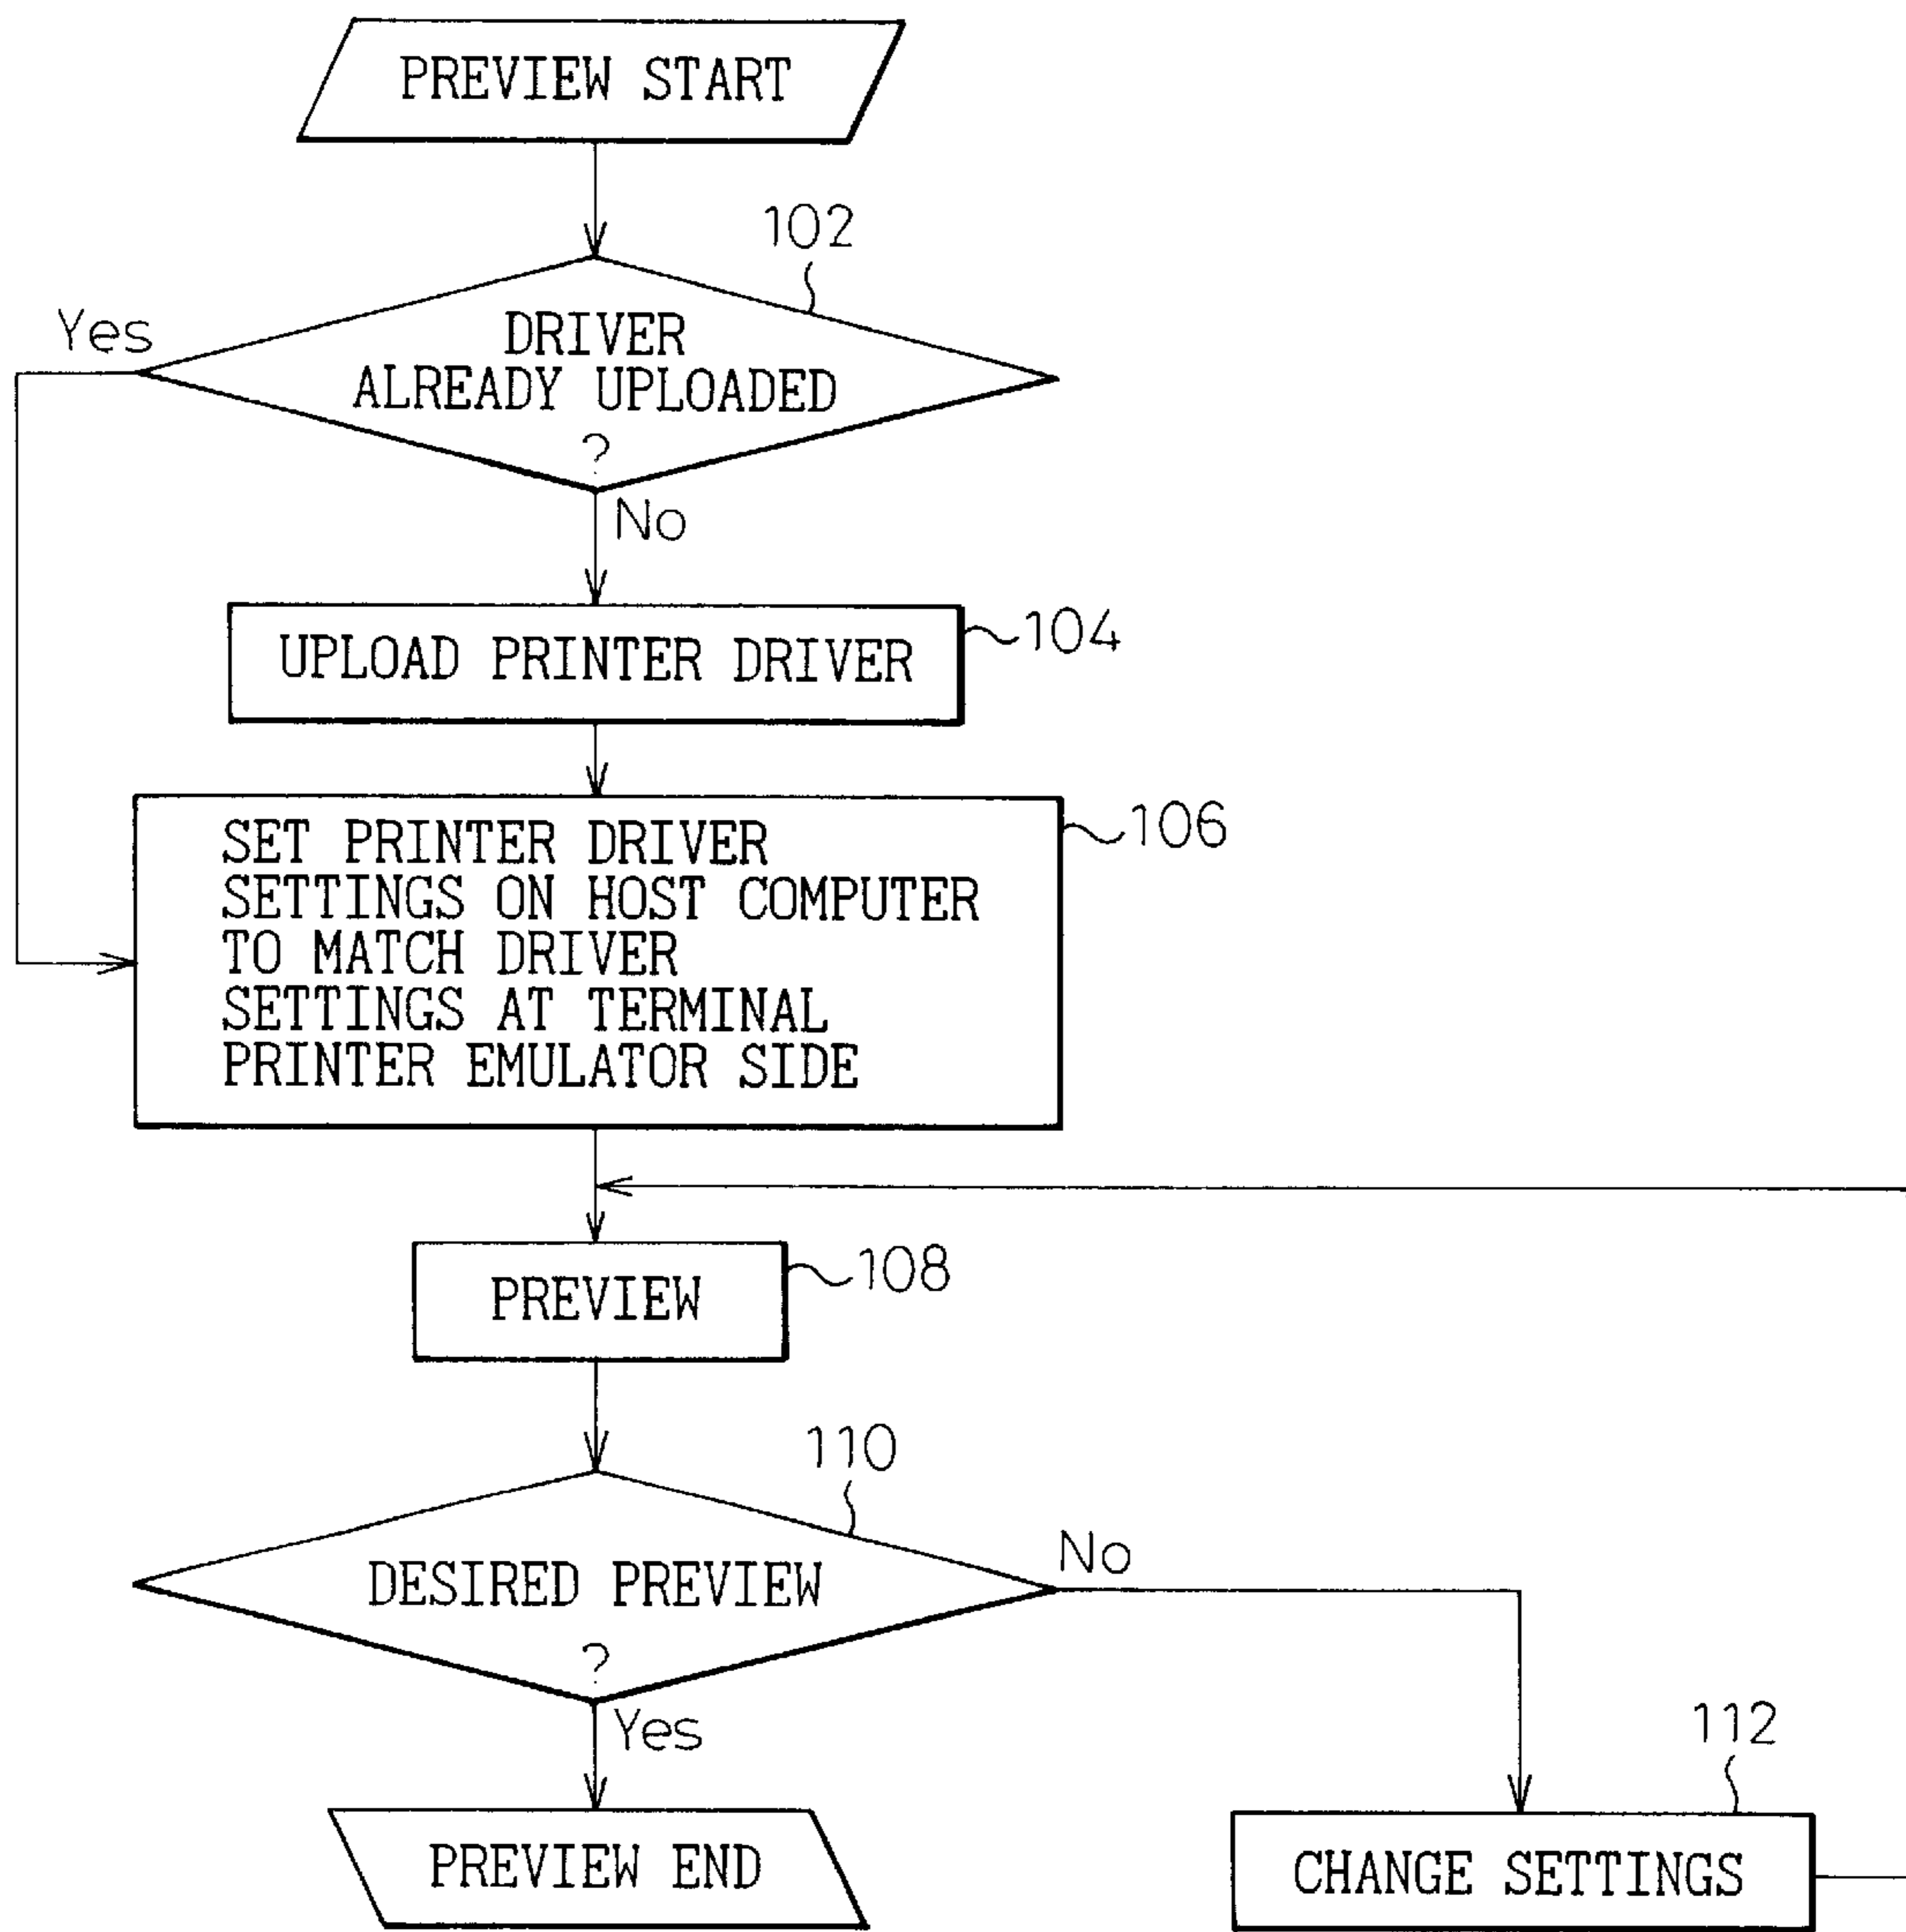 PREVIEW START
102
Yes
DRIVER
ALREADY UPLOADED
?
No
UPLOAD PRINTER DRIVER
104
SET PRINTER DRIVER
SETTINGS ON HOST COMPUTER
TO MATCH DRIVER
SETTINGS AT TERMINAL
PRINTER EMULATOR SIDE
106
PREVIEW
108
110
DESIRED PREVIEW
?
No
Yes
112
PREVIEW END
CHANGE SETTINGS